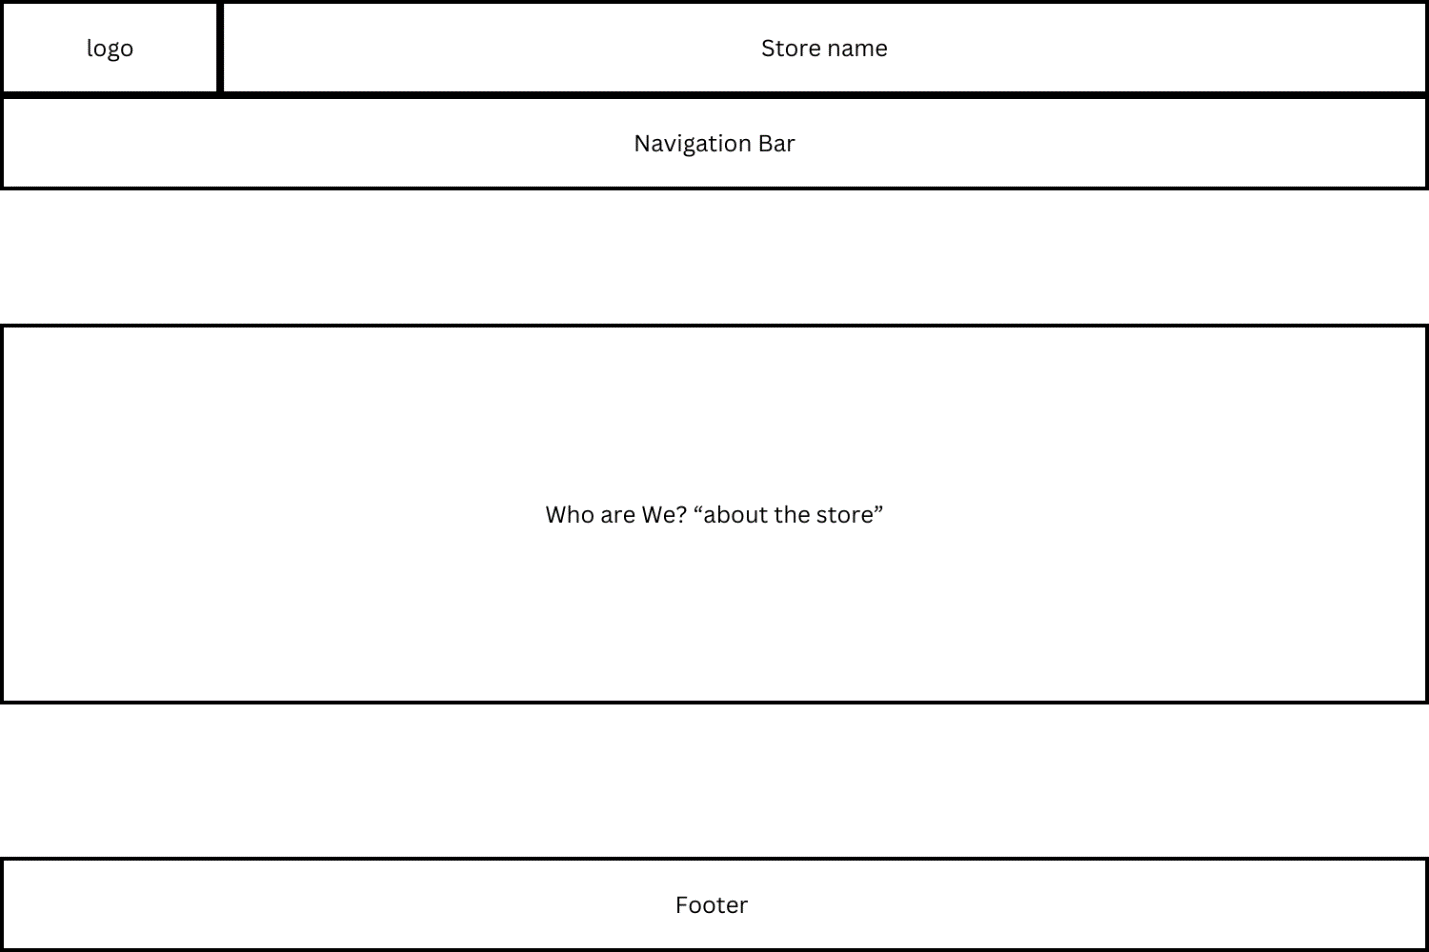 logo
Store name
Navigation Bar
Who are We? “about the store”
Footer